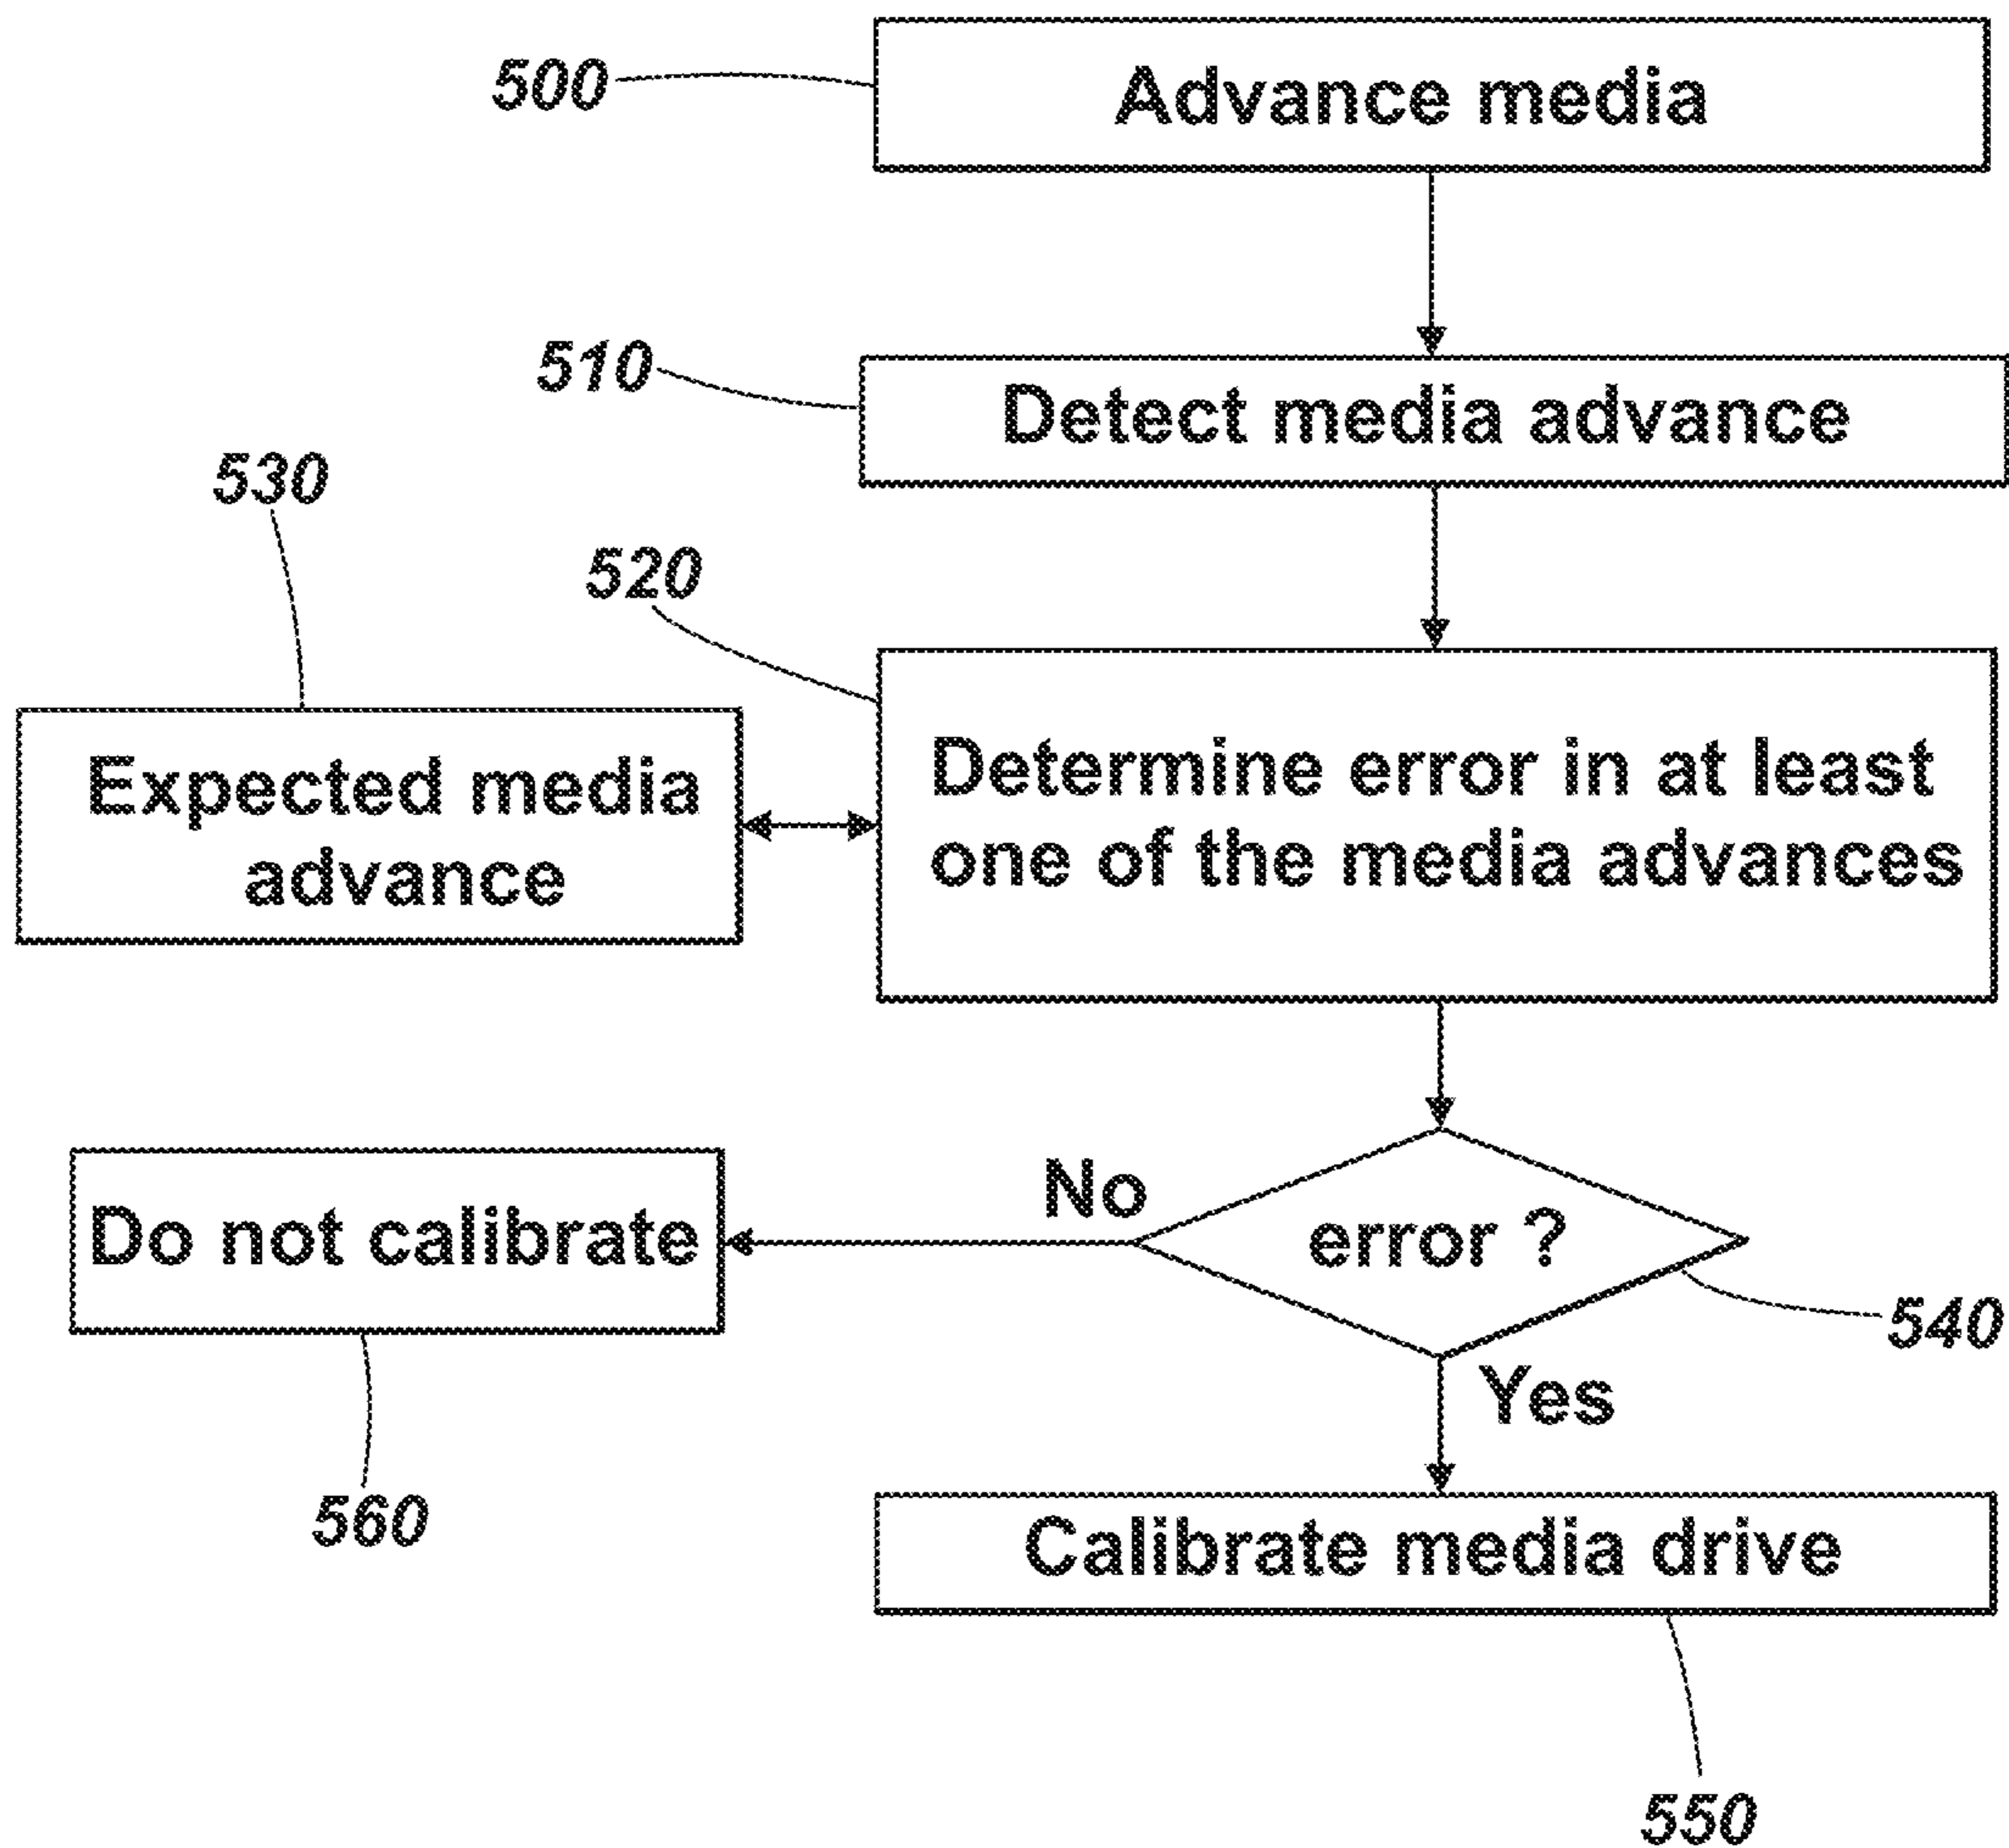 500
Advance media
510
Detect media advance
530
520
Expected media
advance
Determine error in at least
one of the media advances
No
Do not calibrate
error ?
540
Yes
560
Calibrate media drive
550